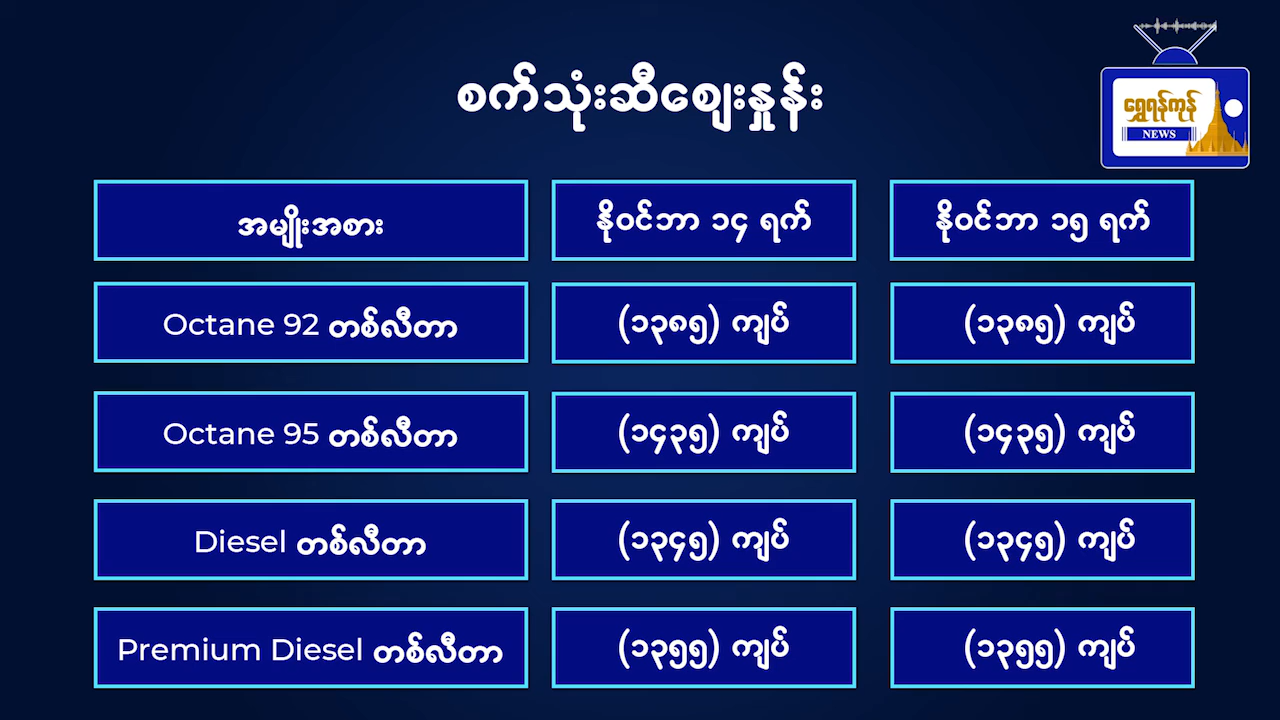 စက်သုံးဆီဈေးနှုန်း
ရွှေရန်ကုန်
NEWS
အမျိုးအစား နိုဝင်ဘာ ၁၄ ရက် နိုဝင်ဘာ ၁၅ ရက်
Octane 92 တစ်လီတာ (၁၃၈၅) ကျပ် (၁၃၈၅) ကျပ်
Octane 95 တစ်လီတာ (၁၄၃၅) ကျပ် (၁၄၃၅) ကျပ်
Diesel တစ်လီတာ (၁၃၄၅) ကျပ် (၁၃၄၅) ကျပ်
Premium Diesel တစ်လီတာ (၁၃၅၅) ကျပ် (၁၃၅၅) ကျပ်